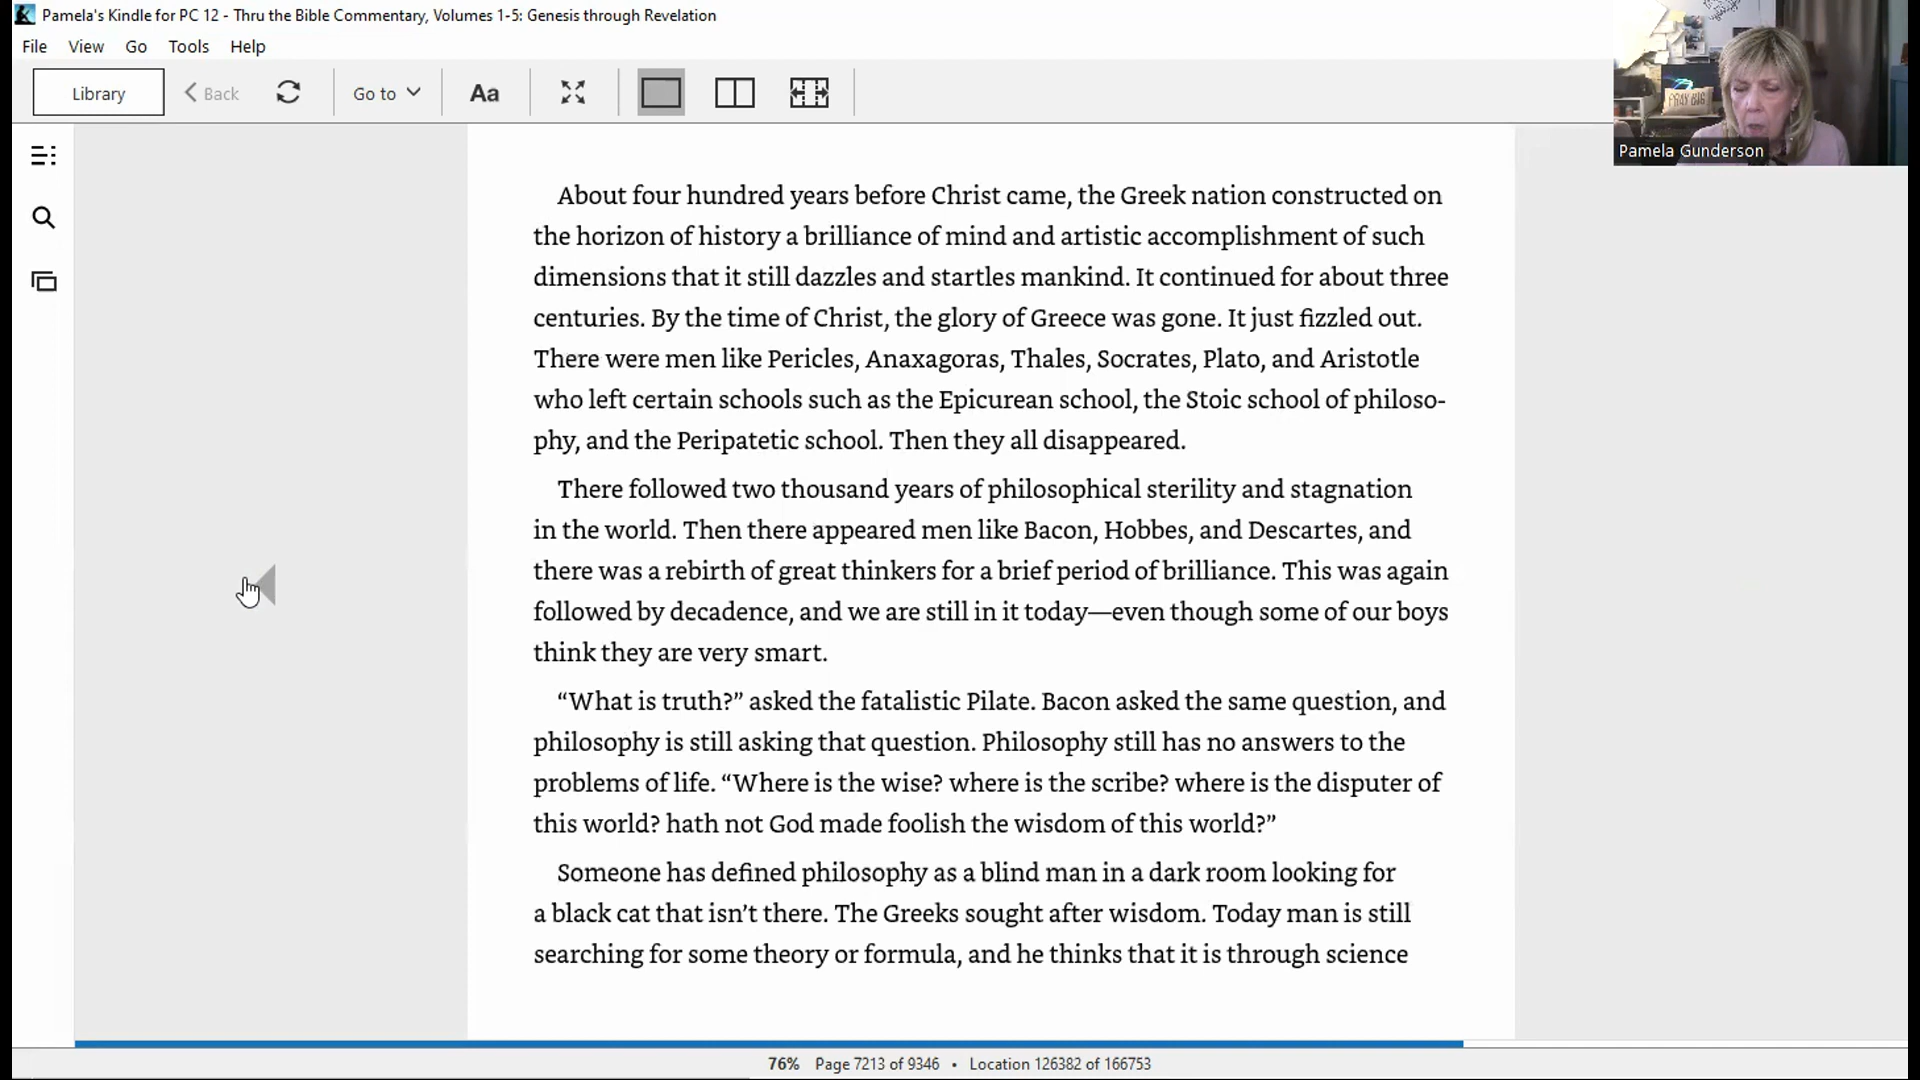 Pamela's Kindle for PC 12 - Thru the Bible Commentary, Volumes 1-5: Genesis through Revelation
File View Go Tools Help
Library Back Go to Aa
PRAY BIG
Pamela Gunderson
About four hundred years before Christ came, the Greek nation constructed on
the horizon of history a brilliance of mind and artistic accomplishment of such
dimensions that it still dazzles and startles mankind. It continued for about three
centuries. By the time of Christ, the glory of Greece was gone. It just fizzled out.
There were men like Pericles, Anaxagoras, Thales, Socrates, Plato, and Aristotle
who left certain schools such as the Epicurean school, the Stoic school of philoso-
phy, and the Peripatetic school. Then they all disappeared.
There followed two thousand years of philosophical sterility and stagnation
in the world. Then there appeared men like Bacon, Hobbes, and Descartes, and
there was a rebirth of great thinkers for a brief period of brilliance. This was again
followed by decadence, and we are still in it today—even though some of our boys
think they are very smart.
“What is truth?” asked the fatalistic Pilate. Bacon asked the same question, and
philosophy is still asking that question. Philosophy still has no answers to the
problems of life. “Where is the wise? where is the scribe? where is the disputer of
this world? hath not God made foolish the wisdom of this world?”
Someone has defined philosophy as a blind man in a dark room looking for
a black cat that isn’t there. The Greeks sought after wisdom. Today man is still
searching for some theory or formula, and he thinks that it is through science
76% Page 7213 of 9346 • Location 126382 of 166753